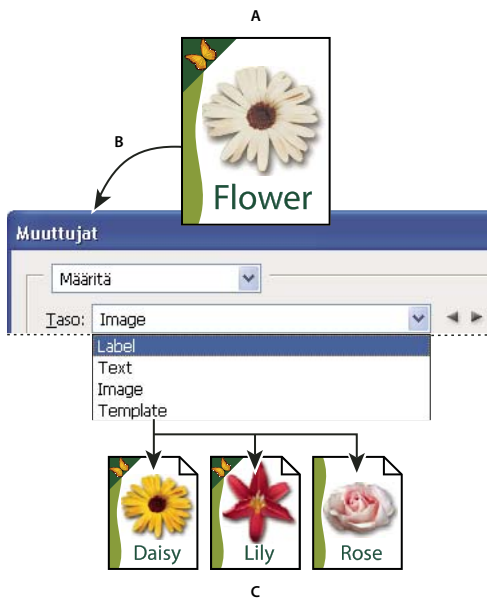 A
B
Flower
Muuttujat
Määritä
Taso: Image
Label
Text
Image
Template
Daisy
Lily
Rose
C